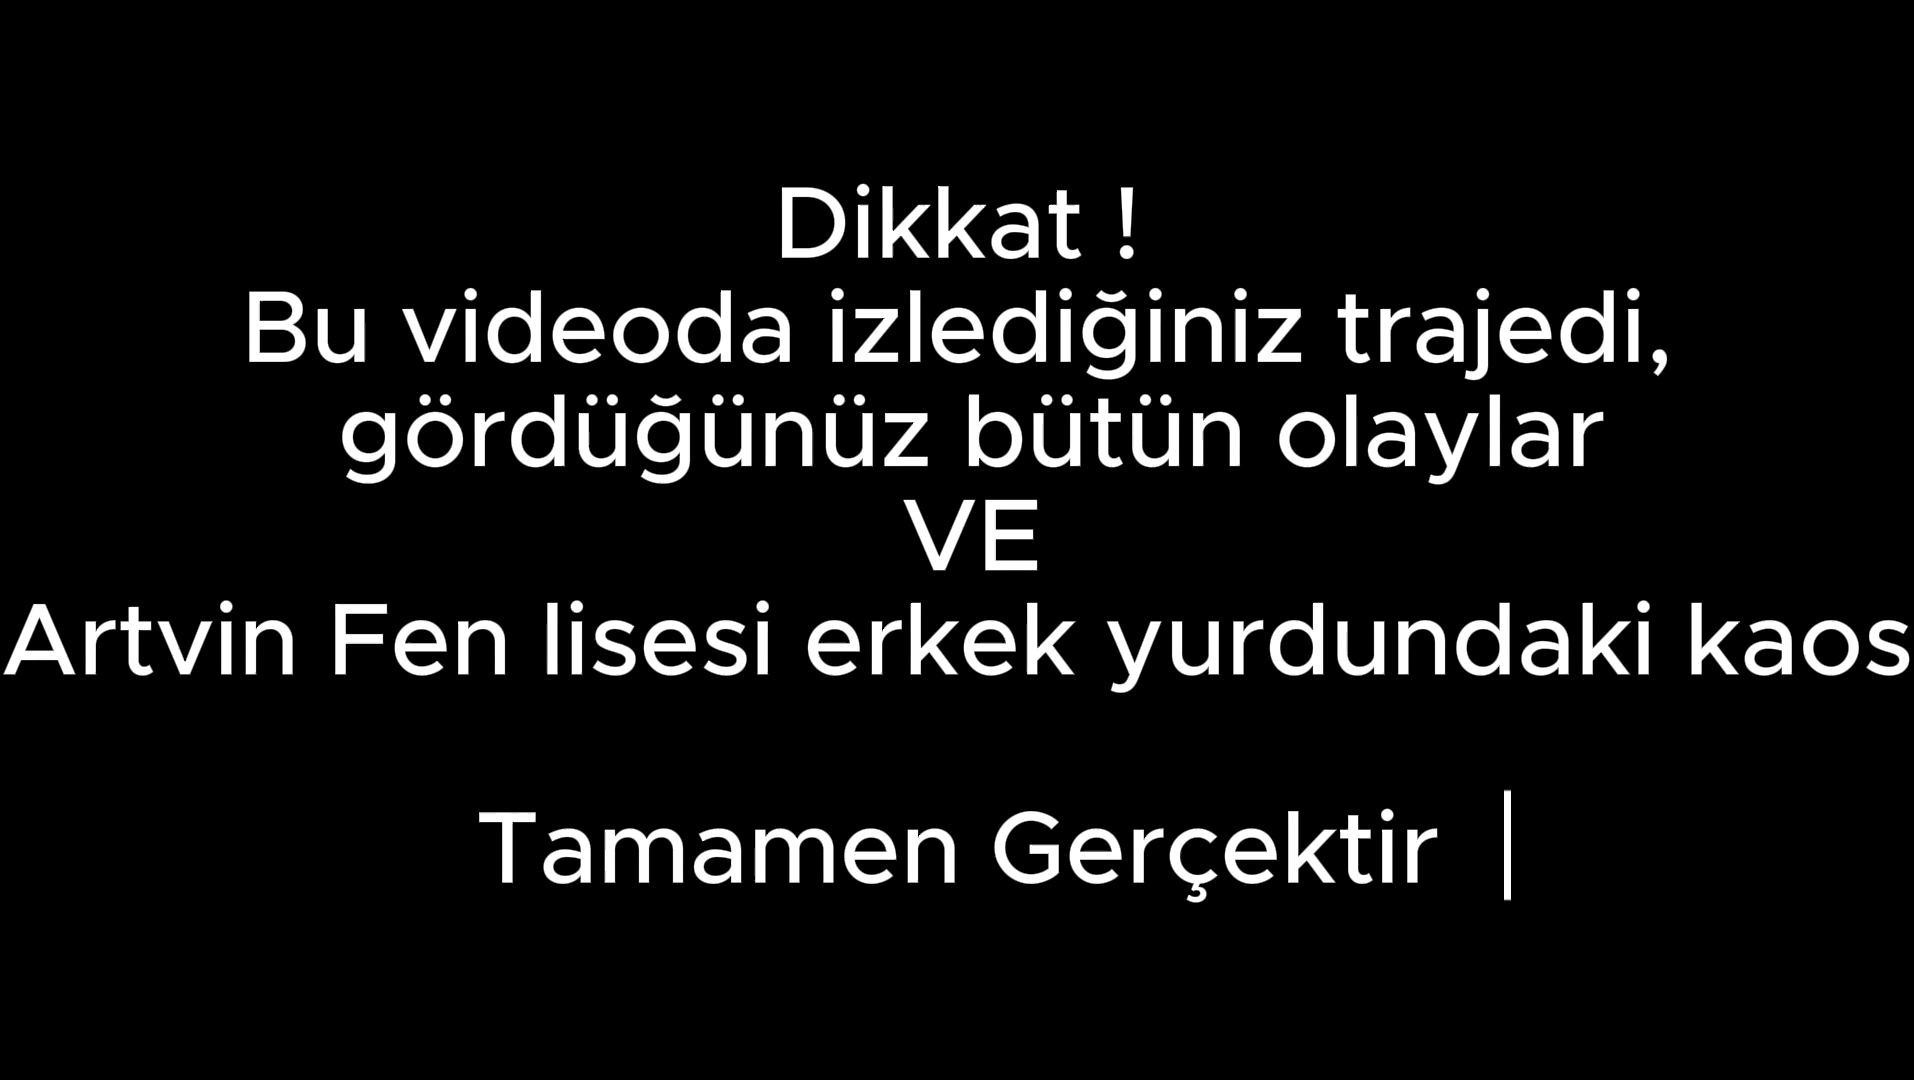 Dikkat !
Bu videoda izlediğiniz trajedi,
gördüğünüz bütün olaylar
VE
Artvin Fen lisesi erkek yurdundaki kaos
Tamamen Gerçektir |